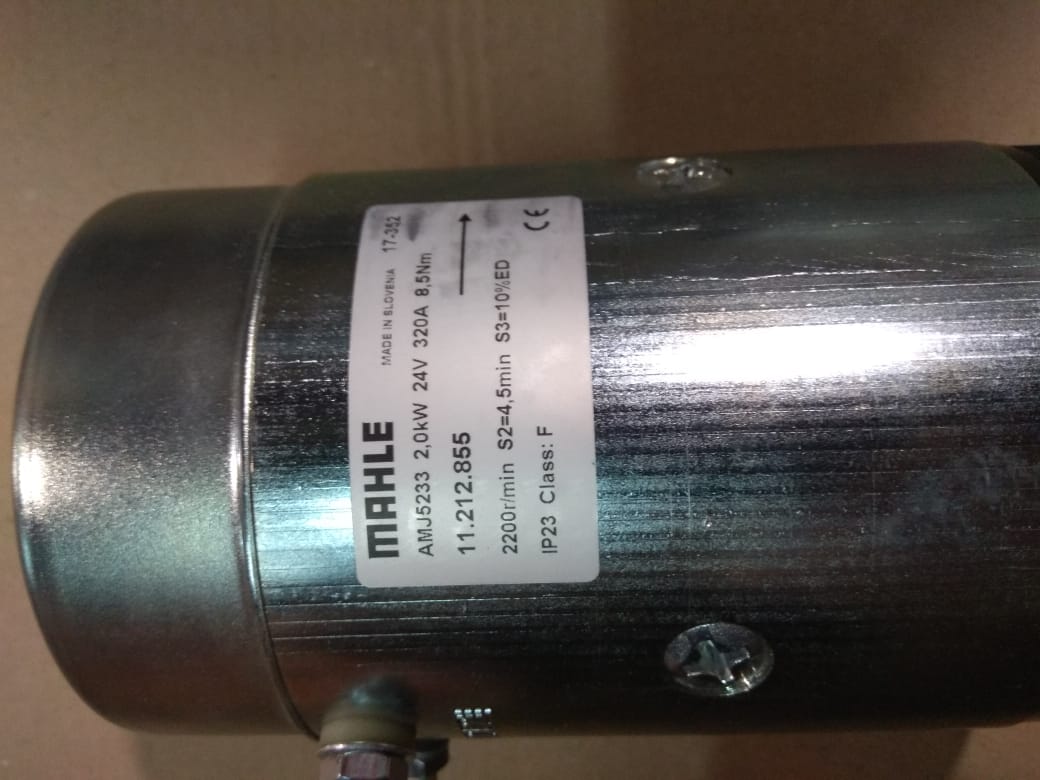 MAHLE
MADE IN SLOVENIA 17-352
AMJ5233 2,0kW 24V 320A 8,5Nm
11.212.855
2200r/min S2=4,5min S3=10%ED
IP23 Class: F
CE